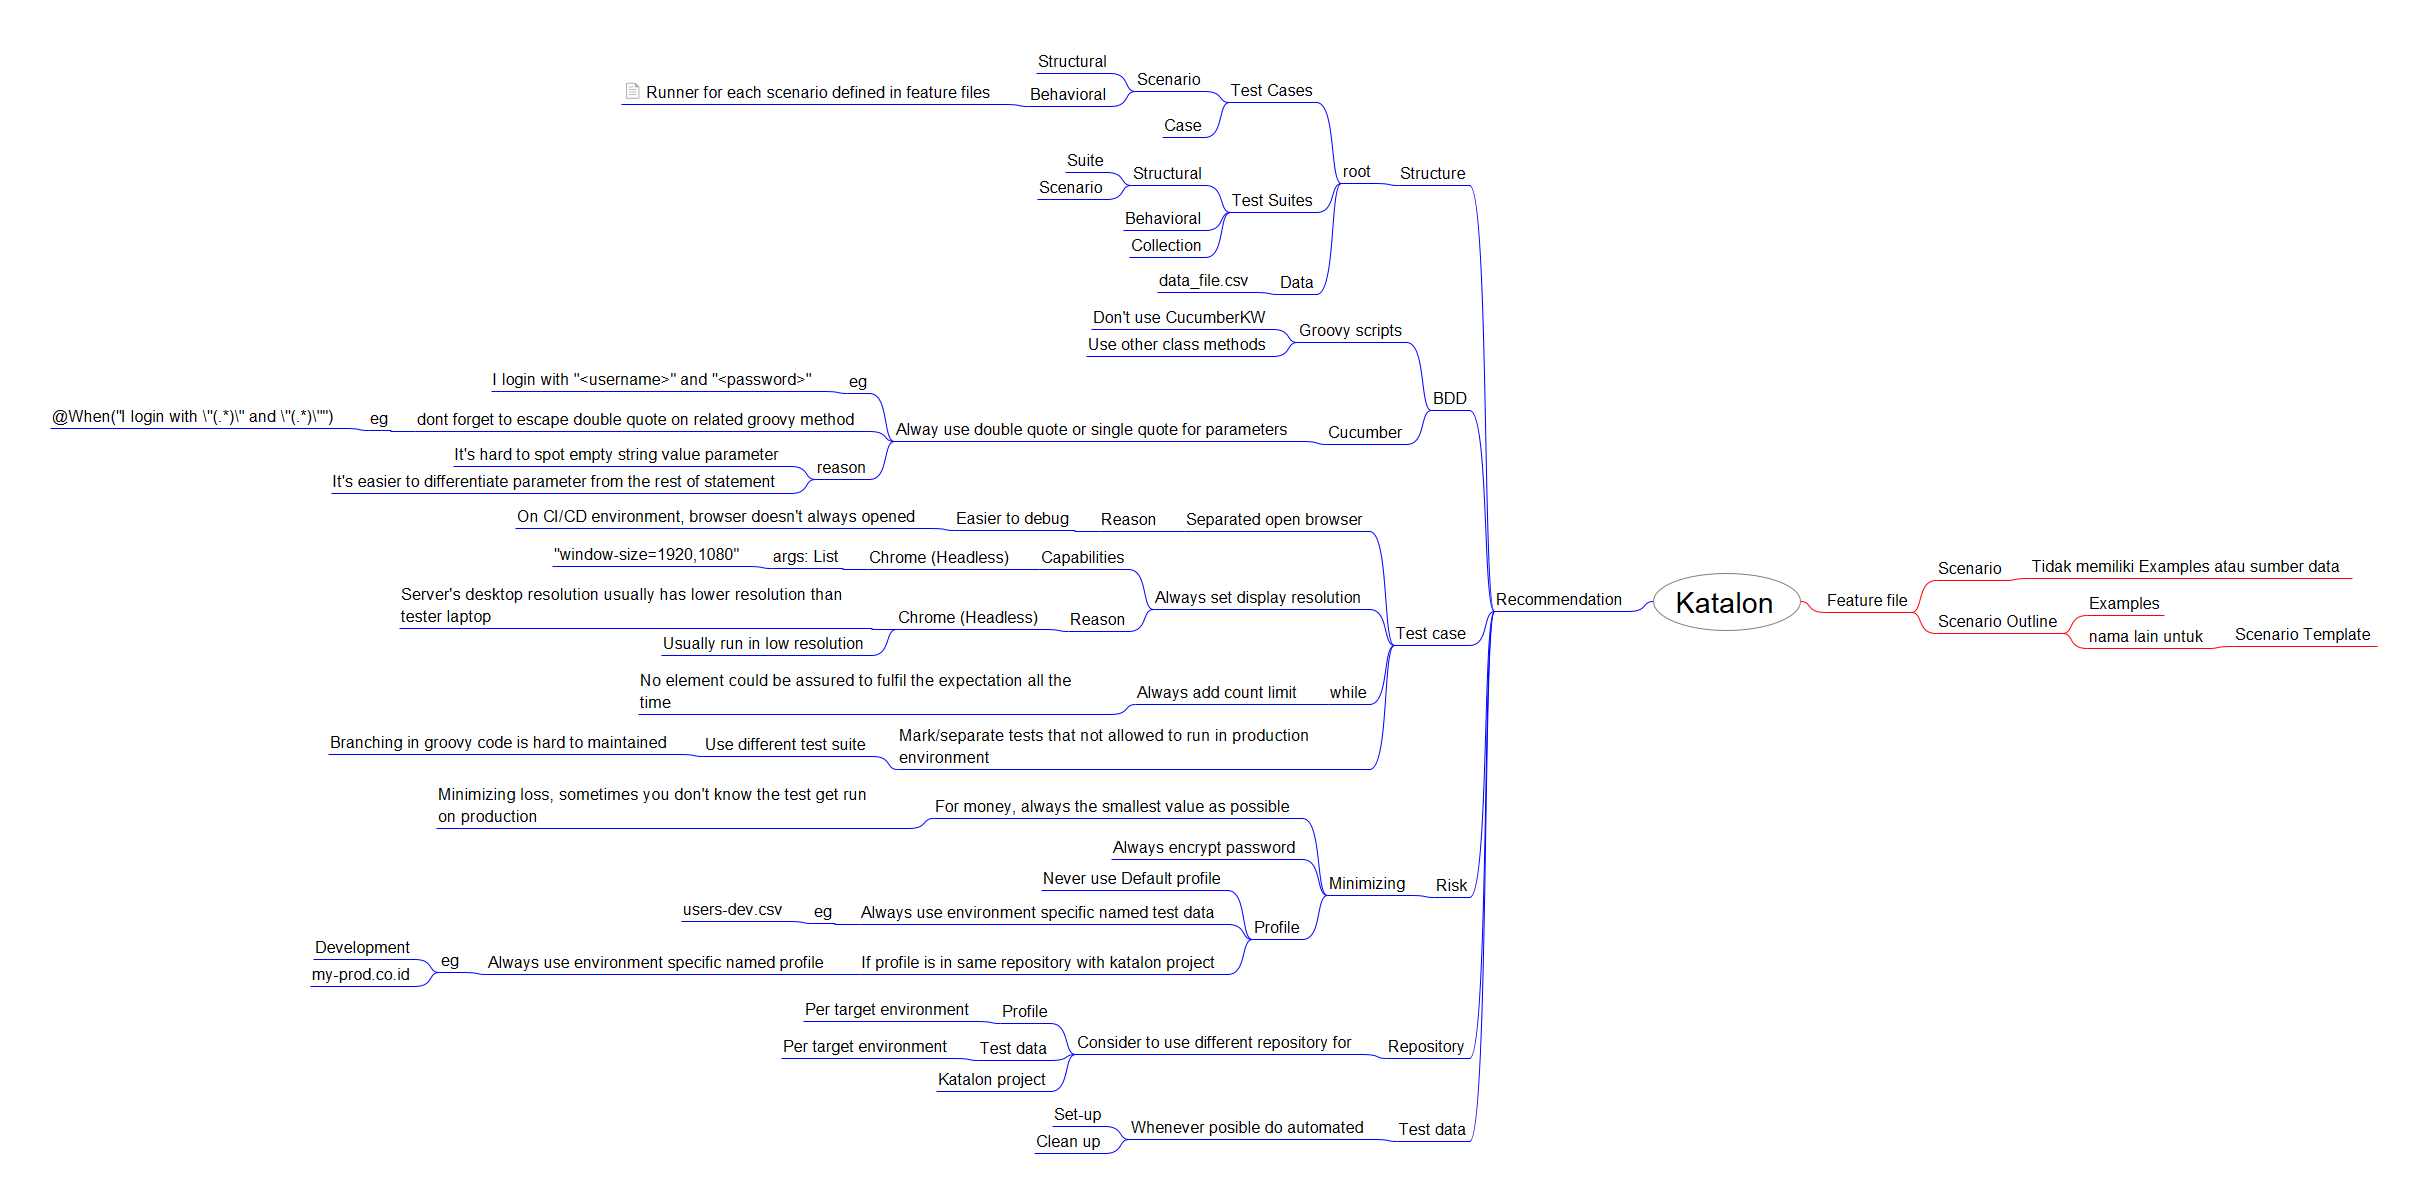 Katalon
Recommendation
Structure
root
Test Cases
Scenario
Structural
Behavioral
Runner for each scenario defined in feature files
Case
Test Suites
Structural
Suite
Scenario
Behavioral
Collection
Data
data_file.csv
BDD
Groovy scripts
Don't use CucumberKW
Use other class methods
Cucumber
Alway use double quote or single quote for parameters
eg
I login with "<username>" and "<password>"
dont forget to escape double quote on related groovy method
eg
@When("I login with \"(.*)\" and \"(.*)\"")
reason
It's hard to spot empty string value parameter
It's easier to differentiate parameter from the rest of statement
Test case
Separated open browser
Reason
Easier to debug
On CI/CD environment, browser doesn't always opened
Always set display resolution
Capabilities
Chrome (Headless)
args: List
"window-size=1920,1080"
Reason
Chrome (Headless)
Server's desktop resolution usually has lower resolution than
tester laptop
Usually run in low resolution
while
Always add count limit
No element could be assured to fulfil the expectation all the
time
Mark/separate tests that not allowed to run in production
environment
Use different test suite
Branching in groovy code is hard to maintained
Risk
Minimizing
For money, always the smallest value as possible
Minimizing loss, sometimes you don't know the test get run
on production
Always encrypt password
Profile
Never use Default profile
Always use environment specific named test data
eg
users-dev.csv
If profile is in same repository with katalon project
Always use environment specific named profile
eg
Development
my-prod.co.id
Repository
Consider to use different repository for
Profile
Per target environment
Test data
Per target environment
Katalon project
Test data
Whenever posible do automated
Set-up
Clean up
Feature file
Scenario
Tidak memiliki Examples atau sumber data
Scenario Outline
Examples
nama lain untuk
Scenario Template